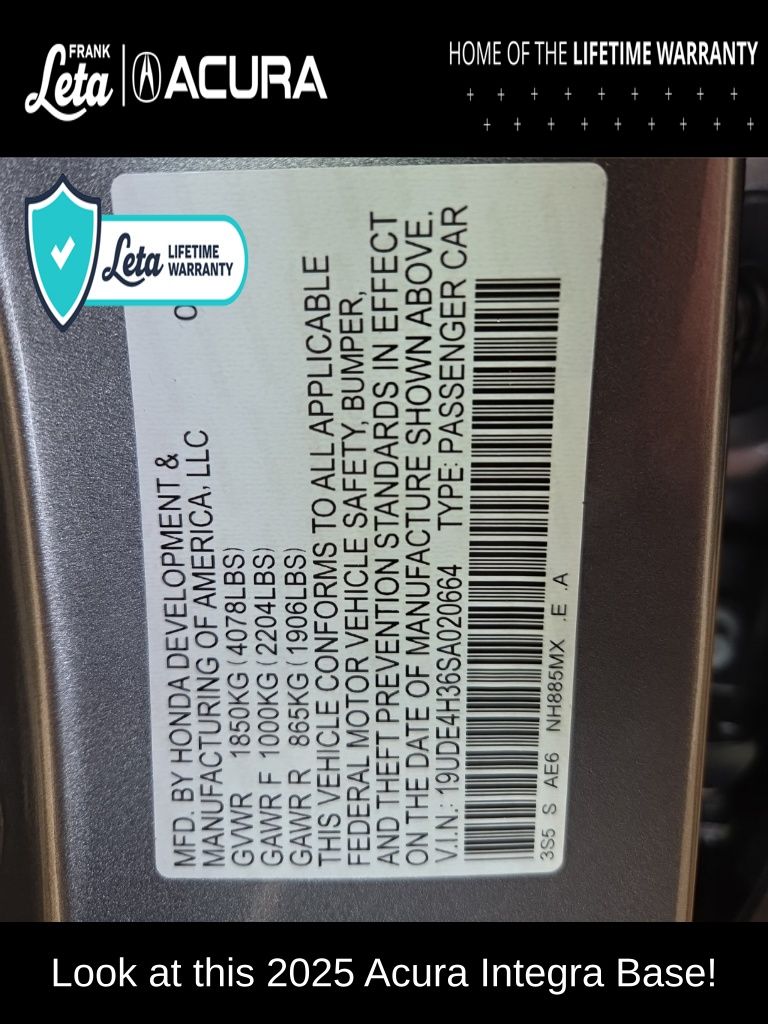 FRANK
Leta
ACURA
HOME OF THE LIFETIME WARRANTY
Leta LIFETIME WARRANTY
MFD. BY HONDA DEVELOPMENT &
MANUFACTURING OF AMERICA, LLC
GVWR 1850KG (4078LBS)
GAWR F 1000KG (2204LBS)
GAWR R 865KG (1906LBS)
THIS VEHICLE CONFORMS TO ALL APPLICABLE
FEDERAL MOTOR VEHICLE SAFETY, BUMPER,
AND THEFT PREVENTION STANDARDS IN EFFECT
ON THE DATE OF MANUFACTURE SHOWN ABOVE.
V.I.N.: 19UDE4H36SA020664 TYPE: PASSENGER CAR
3S5 S AE6 NH885MX .E .A
Look at this 2025 Acura Integra Base!